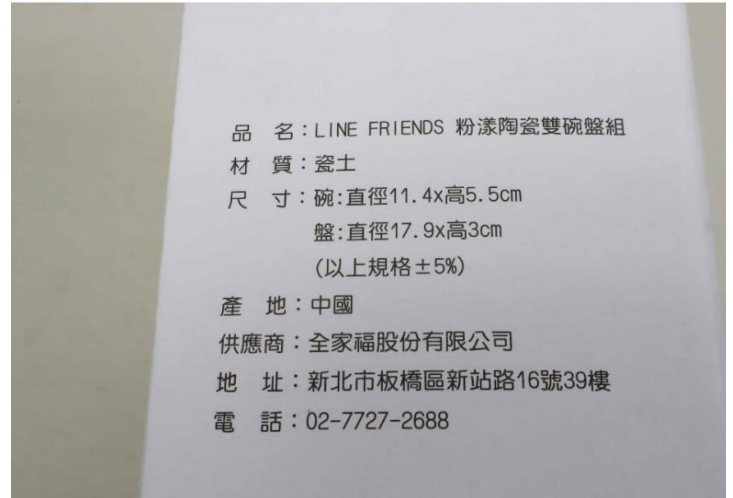 品　名：LINE FRIENDS 粉漾陶瓷雙碗盤組
材　質：瓷土
尺　寸：碗:直徑11.4x高5.5cm
盤:直徑17.9x高3cm
(以上規格±5%)
產　地：中國
供應商：全家福股份有限公司
地　址：新北市板橋區新站路16號39樓
電　話：02-7727-2688